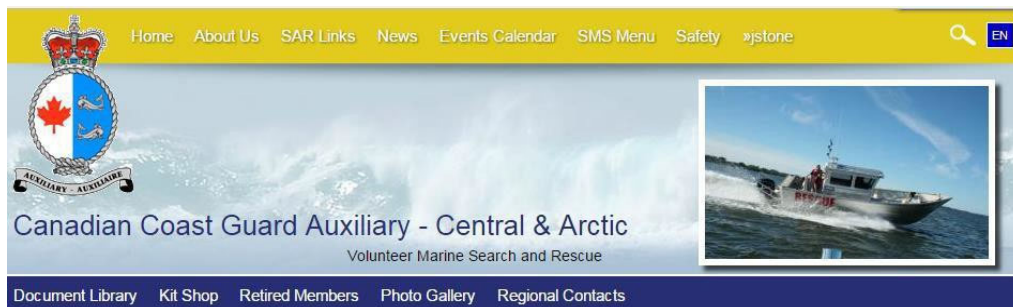 Home About Us SAR Links News Events Calendar SMS Menu Safety »jstone EN
AUXILIARY - AUXILIAIRE
RESCUE
Canadian Coast Guard Auxiliary - Central & Arctic
Volunteer Marine Search and Rescue
Document Library Kit Shop Retired Members Photo Gallery Regional Contacts